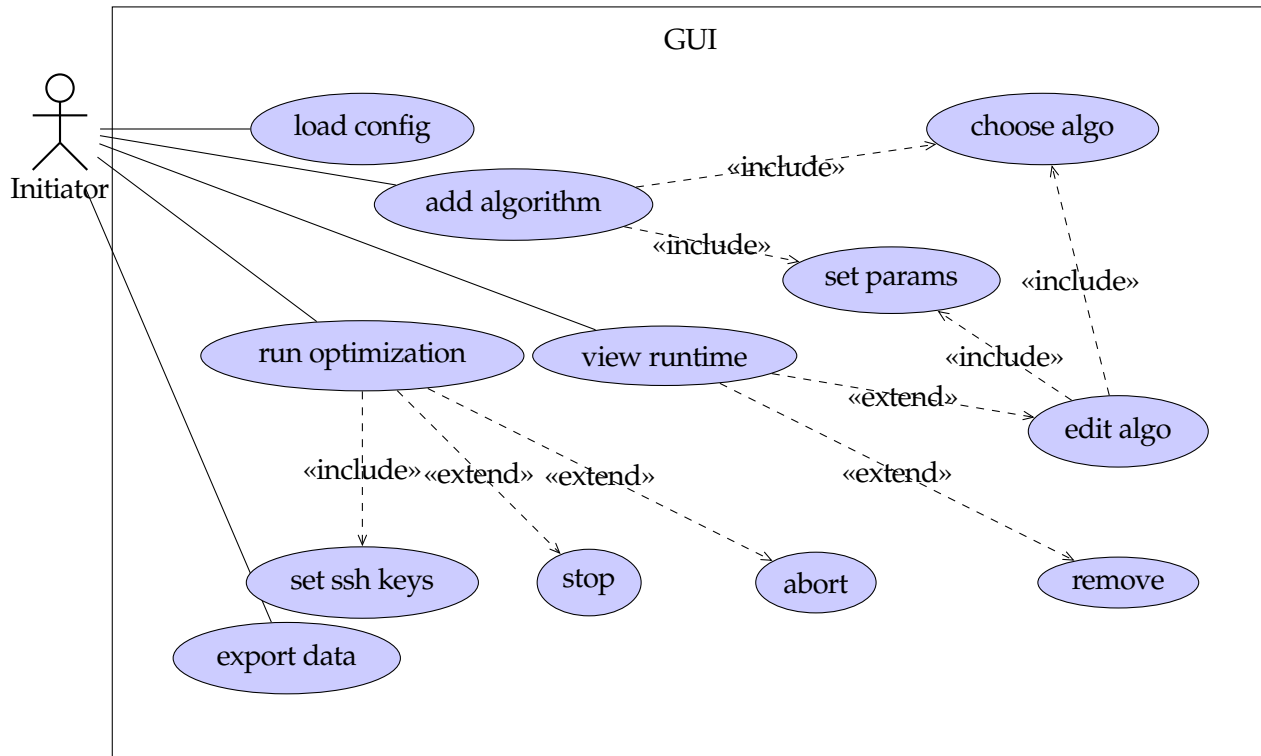 GUI
load config
choose algo
«include»
Initiator
add algorithm
«include»
set params
«include»
run optimization
view runtime
«include»
«extend»
edit algo
«include»
«extend»
«extend»
«extend»
set ssh keys
stop
abort
remove
export data